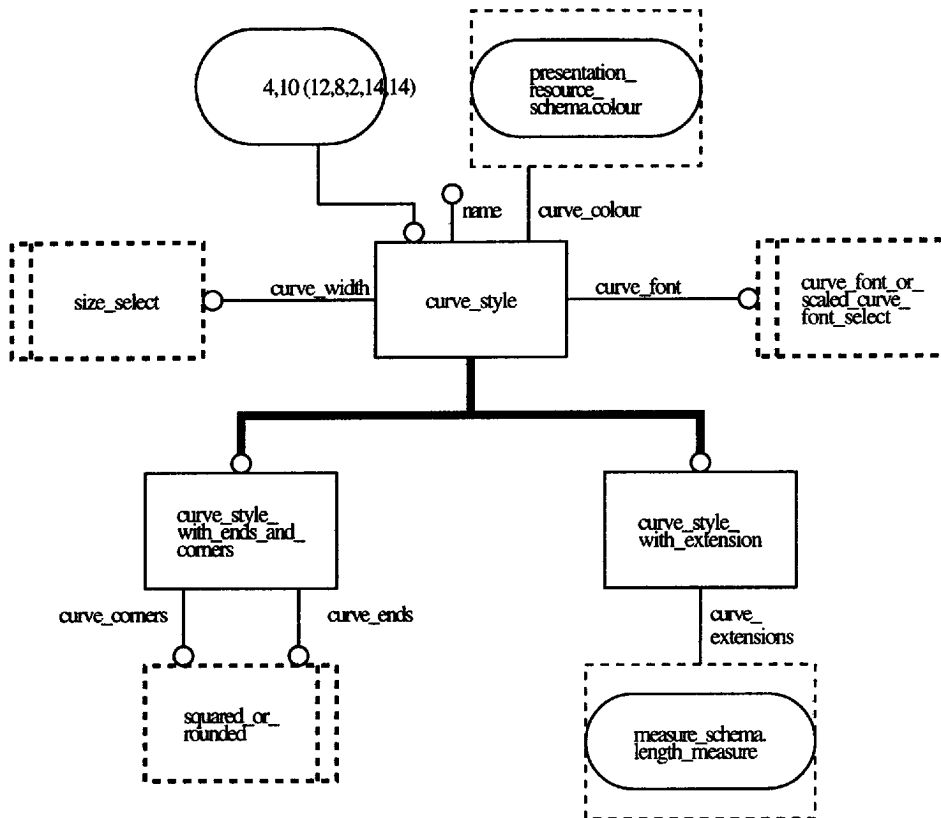 4,10 (12,8,2,14,14)
presentation_
resource_
schema.colour
name
curve_colour
size_select
curve_width
curve_style
curve_font
curve_font_or_
scaled_curve_
font_select
curve_style_
with_ends_and_
corners
curve_style_
with_extension
curve_corners
curve_ends
curve_
extensions
squared_or_
rounded
measure_schema.
length_measure